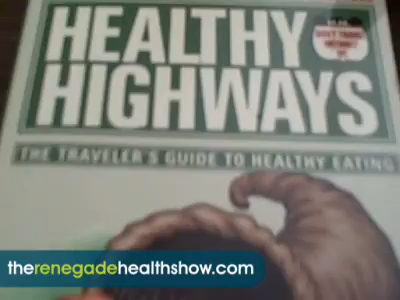 HEALTHY
HIGHWAYS
THE TRAVELER'S GUIDE TO HEALTHY EATING
therenegadehealthshow.com